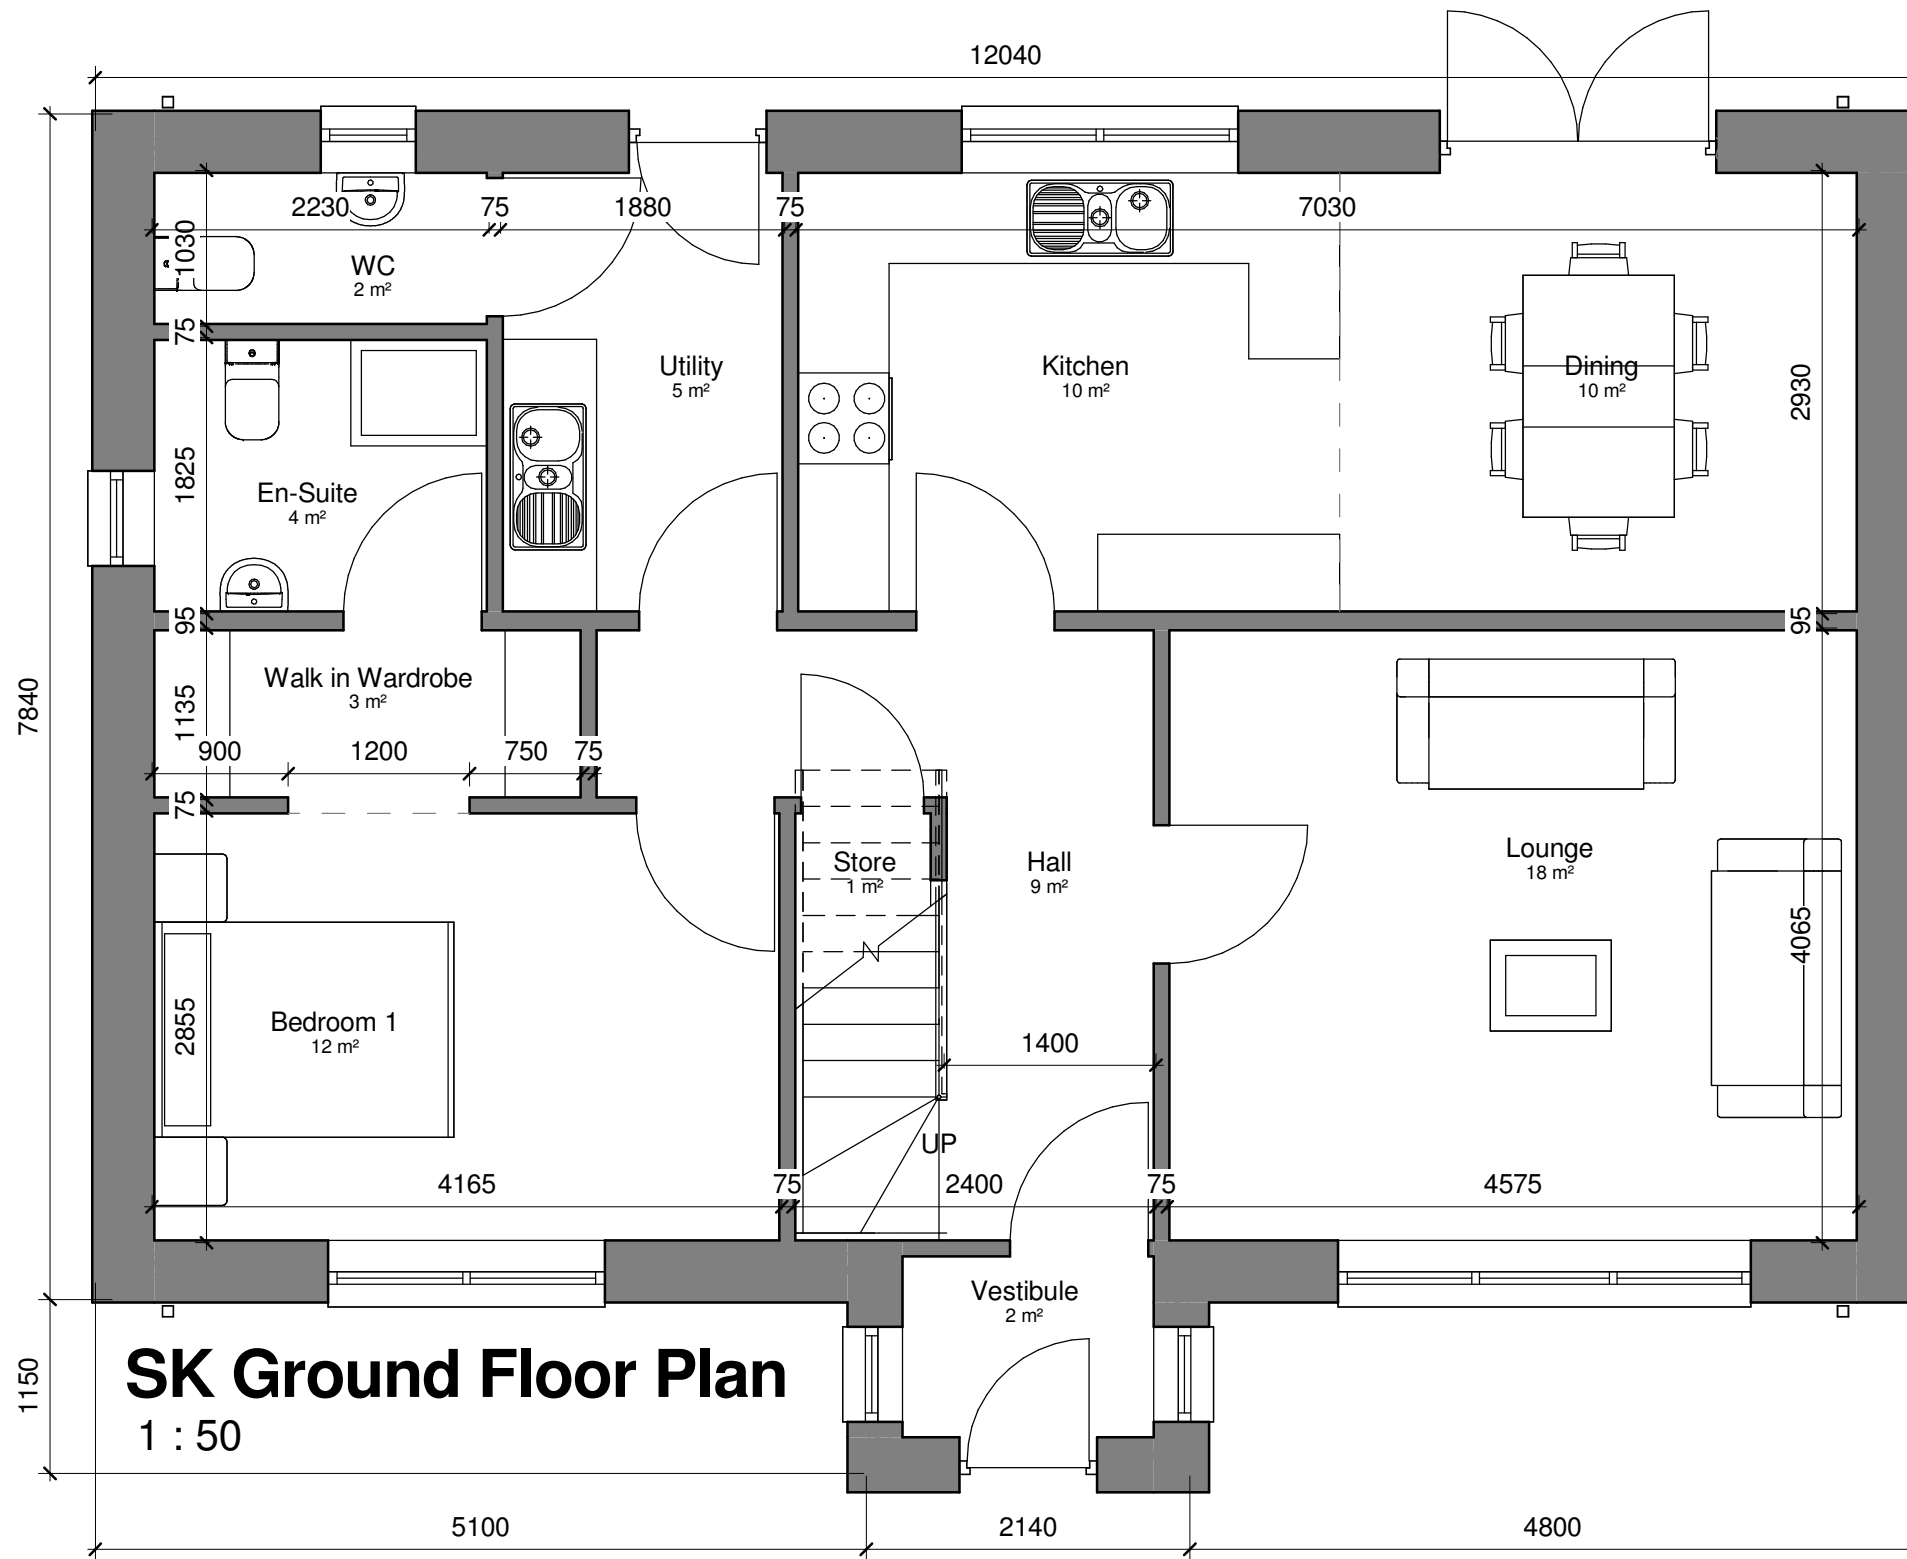 12040
2230 75 1880 75 7030
1030
WC
2 m²
75
Utility
5 m²
Kitchen
10 m²
Dining
10 m²
2930
1825
En-Suite
4 m²
95
95
Walk in Wardrobe
3 m²
7840
1135
900 1200 750 75
75
Store
1 m²
Hall
9 m²
Lounge
18 m²
4065
2855
Bedroom 1
12 m²
1400
UP
4165 75 2400 75 4575
Vestibule
2 m²
SK Ground Floor Plan
1 : 50
1150
5100 2140 4800